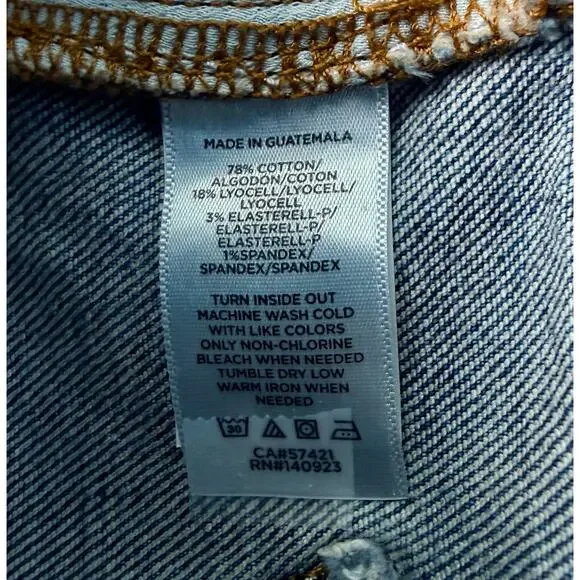 MADE IN GUATEMALA
78% COTTON/
ALGODÓN/COTON
18% LYOCELL/LYOCELL/
LYOCELL
3% ELASTERELL-P/
ELASTERELL-P/
ELASTERELL-P
1%SPANDEX/
SPANDEX/SPANDEX
TURN INSIDE OUT
MACHINE WASH COLD
WITH LIKE COLORS
ONLY NON-CHLORINE
BLEACH WHEN NEEDED
TUMBLE DRY LOW
WARM IRON WHEN
NEEDED
30
CA#57421
RN#140923